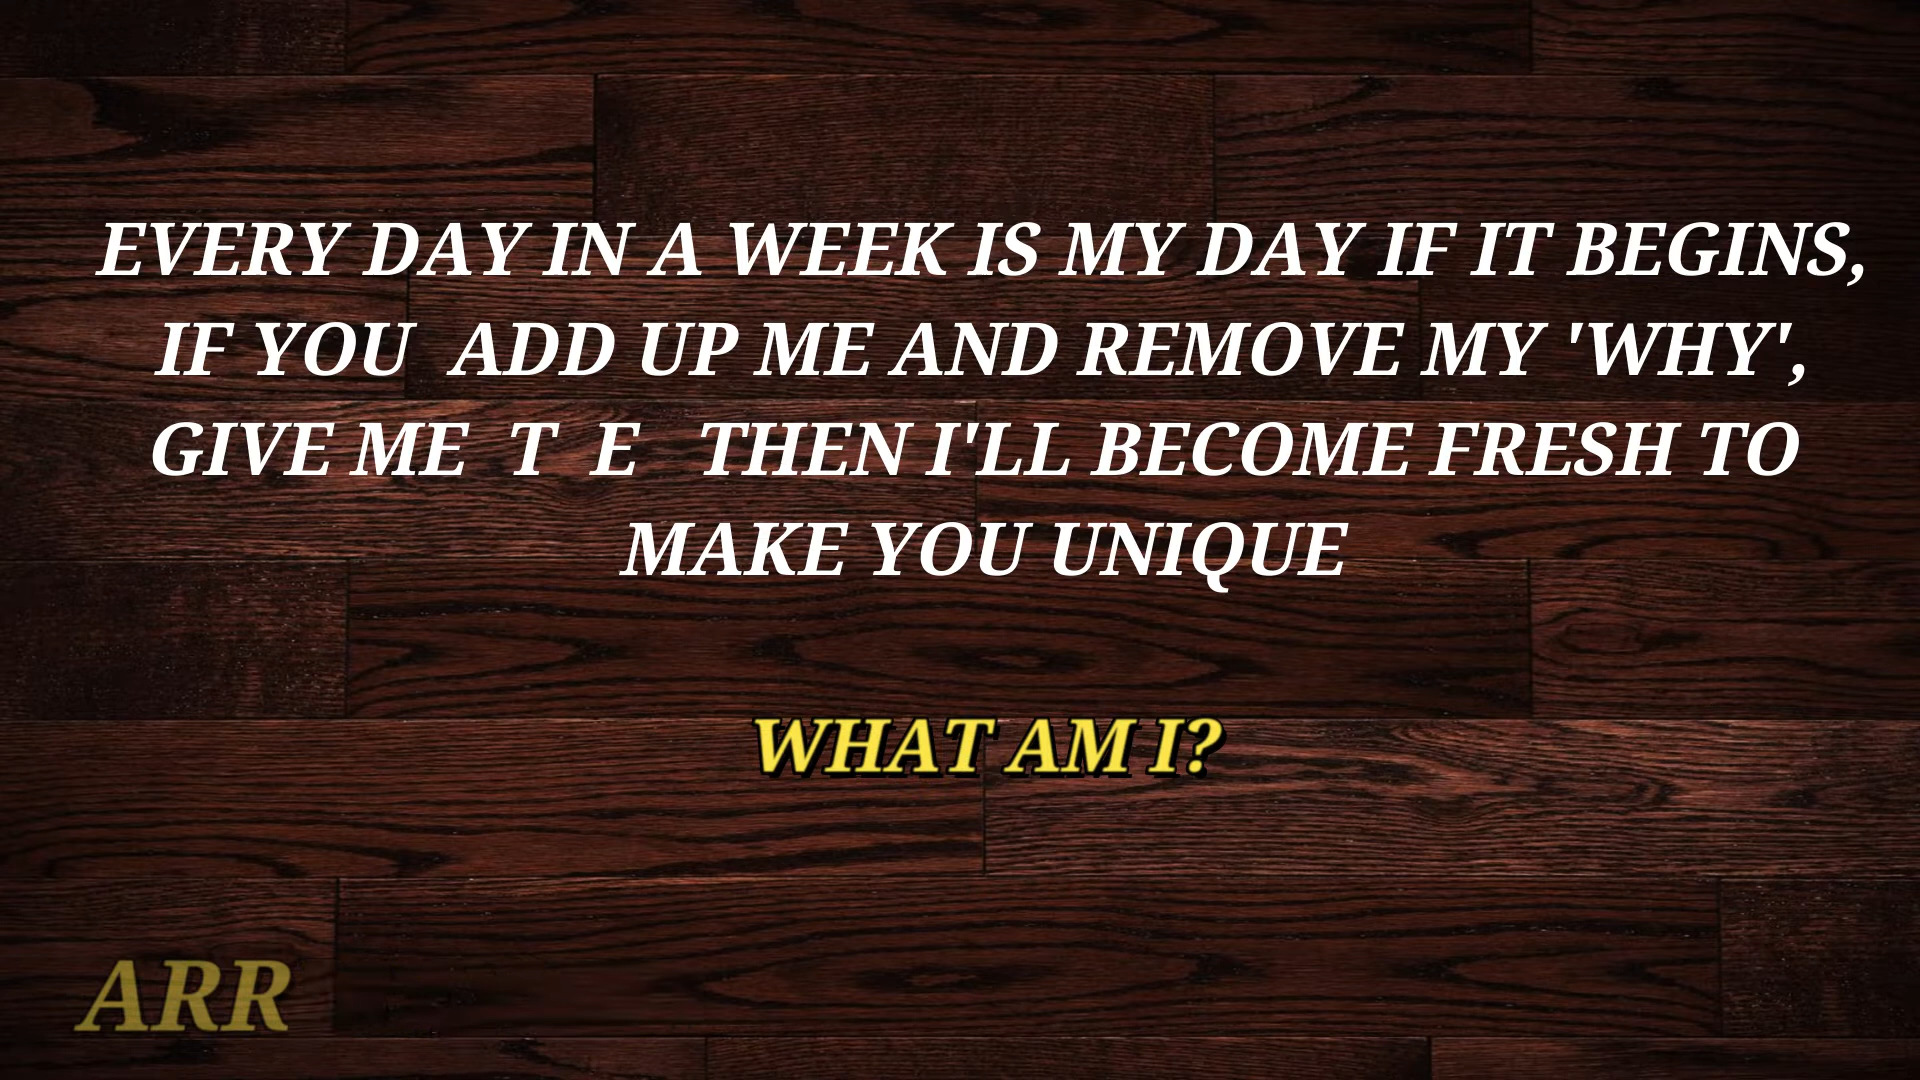 EVERY DAY IN A WEEK IS MY DAY IF IT BEGINS,
IF YOU ADD UP ME AND REMOVE MY 'WHY',
GIVE ME T E THEN I'LL BECOME FRESH TO
MAKE YOU UNIQUE
WHAT AM I?
ARR